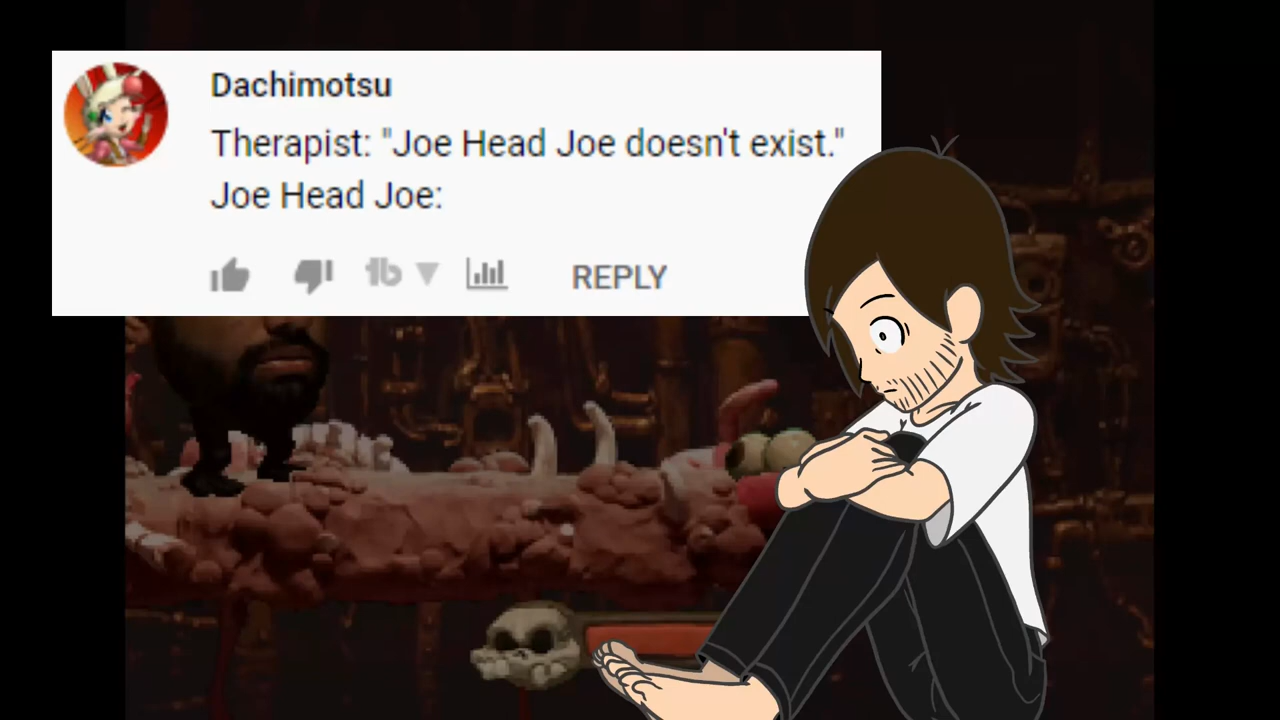 Dachimotsu
Therapist: "Joe Head Joe doesn't exist."
Joe Head Joe:
REPLY